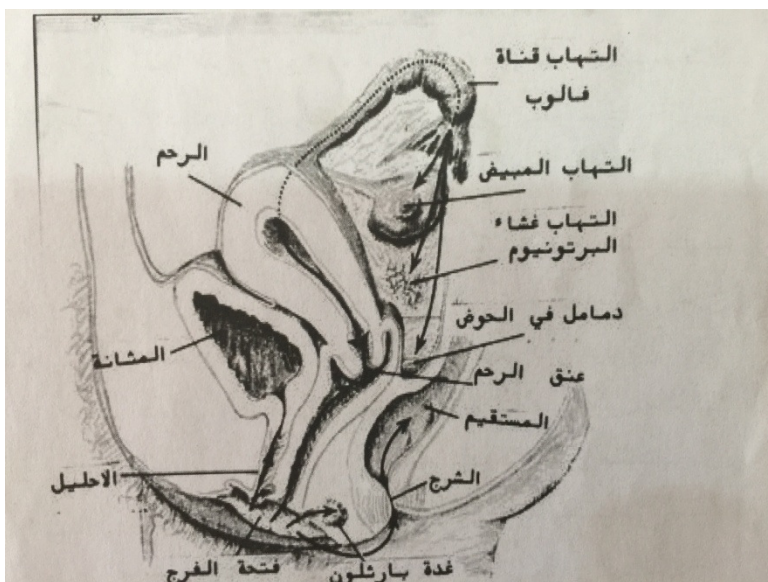 التهاب قناة
فالوب
الرحم
التهاب المبيض
التهاب غشاء
البرتونيوم
دمامل في الحوض
المثانة
عنق الرحم
المستقيم
الشرج
الاحليل
غدة بارثلون
فتحة الفرج